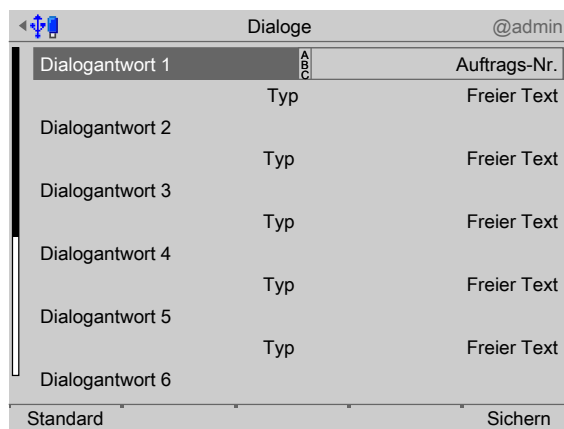 Dialoge @admin
Dialogantwort 1 ABC Auftrags-Nr.
Typ Freier Text
Dialogantwort 2
Typ Freier Text
Dialogantwort 3
Typ Freier Text
Dialogantwort 4
Typ Freier Text
Dialogantwort 5
Typ Freier Text
Dialogantwort 6
Standard Sichern